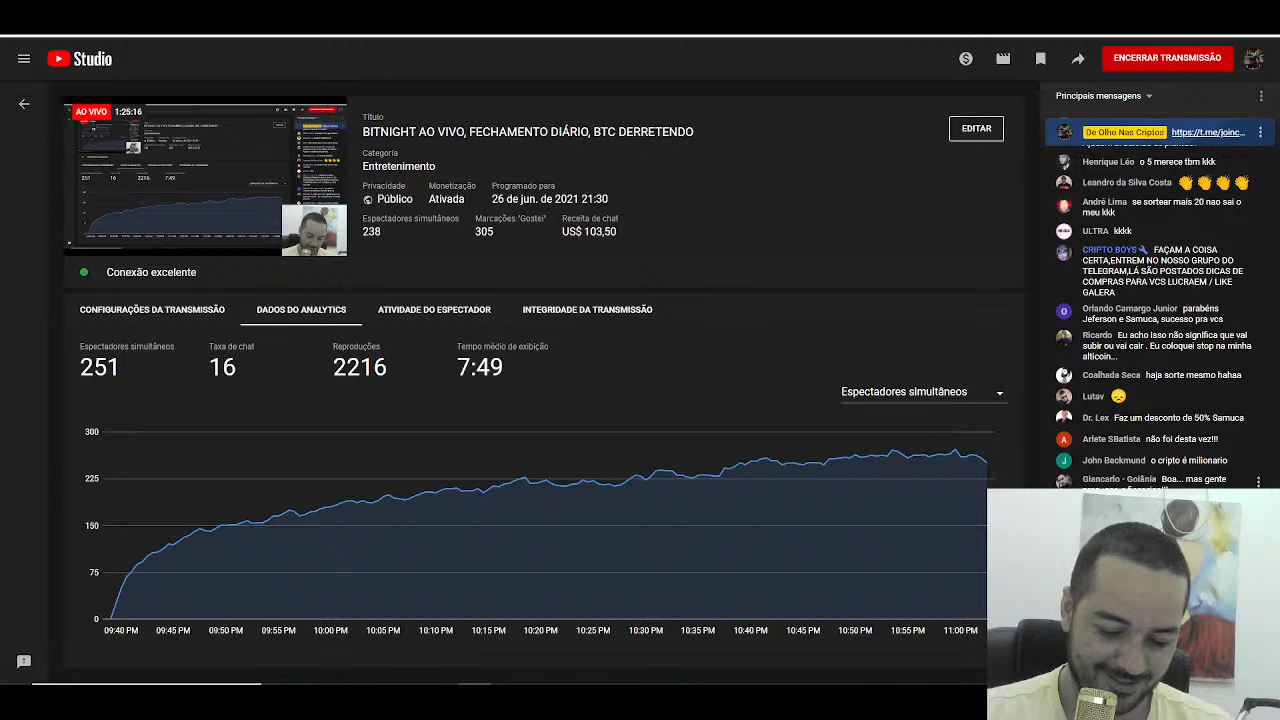 Studio
ENCERRAR TRANSMISSÃO
AO VIVO
1:25:16
Título
BITNIGHT AO VIVO, FECHAMENTO DIÁRIO, BTC DERRETENDO
EDITAR
Categoria
Entretenimento
Privacidade
Monetização
Programado para
Público
Ativada
26 de jun. de 2021
Espectadores simultâneos
Marcações "Gostei"
Receita de chat
238
305
US$ 103,50
Conexão excelente
CONFIGURAÇÕES DA TRANSMISSÃO
DADOS DO ANALYTICS
ATIVIDADE DO ESPECTADOR
INTEGRIDADE DA TRANSMISSÃO
Espectadores simultâneos
Taxa de chat
Reproduções
Tempo médio de exibição
251
16
2216
7:49
Espectadores simultâneos
300
225
150
75
0
09:40 PM 09:45 PM 09:50 PM 09:55 PM 10:00 PM 10:05 PM 10:10 PM 10:15 PM 10:20 PM 10:25 PM 10:30 PM 10:35 PM 10:40 PM 10:45 PM 10:50 PM 10:55 PM 11:00 PM
Principais mensagens
De Olho Nas Criptos https://t.me/joinc...
Henrique Léo o 5 merece tbm kkk
Leandro da Silva Costa 👏👏👏👏
André Lima se sortear mais 20 nao sai o
meu kkk
ULTRA kkkk
CRIPTO BOYS FAÇAM A COISA
CERTA,ENTREM NO NOSSO GRUPO DO
TELEGRAM,LÁ SÃO POSTADOS DICAS DE
COMPRAS PARA VCS LUCRAEM / LIKE
GALERA
Orlando Camargo Junior parabéns
Jeferson e Samuca, sucesso pra vcs
Ricardo Eu acho isso não significa que vai
subir ou vai cair . Eu coloquei stop na minha
alticoin...
Coalhada Seca haja sorte mesmo hahaa
Lutav 😞
Dr. Lex Faz um desconto de 50% Samuca
Arlete SBatista não foi desta vez!!!
John Beckmund o cripto é milionario
Giancarlo - Goiânia Boa... mas gente